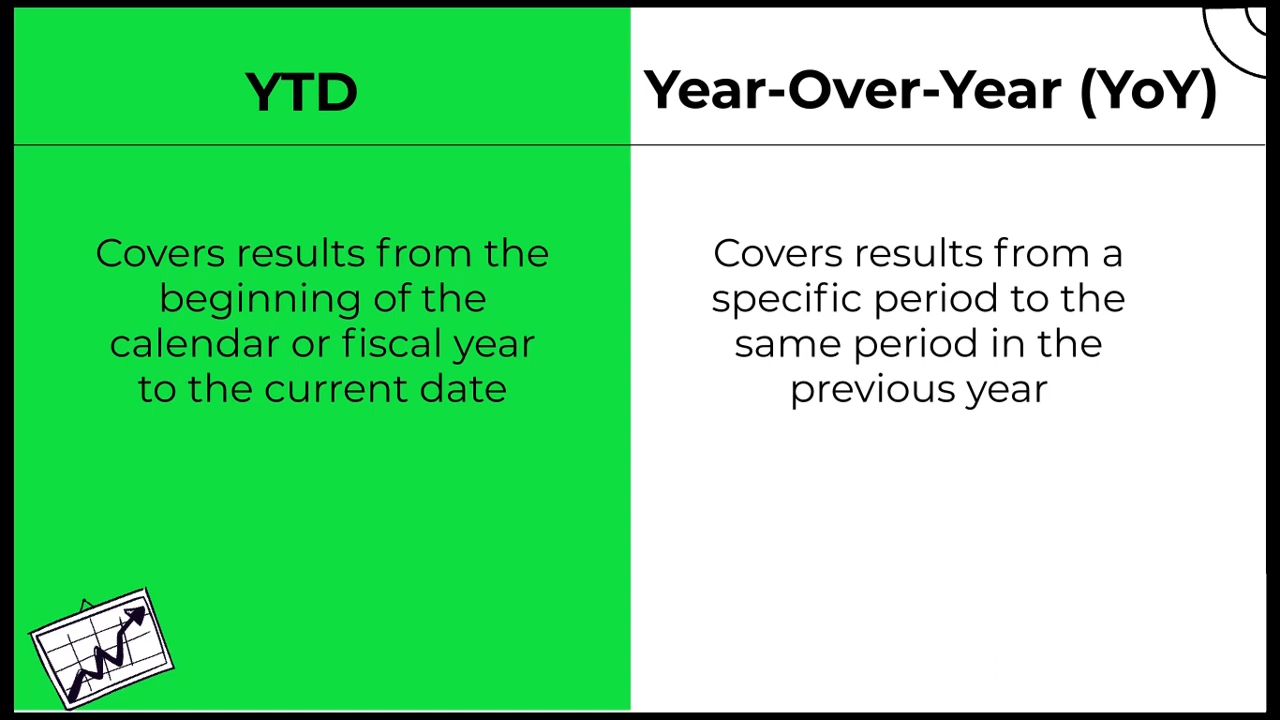 YTD
Covers results from the
beginning of the
calendar or fiscal year
to the current date
Year-Over-Year (YoY)
Covers results from a
specific period to the
same period in the
previous year